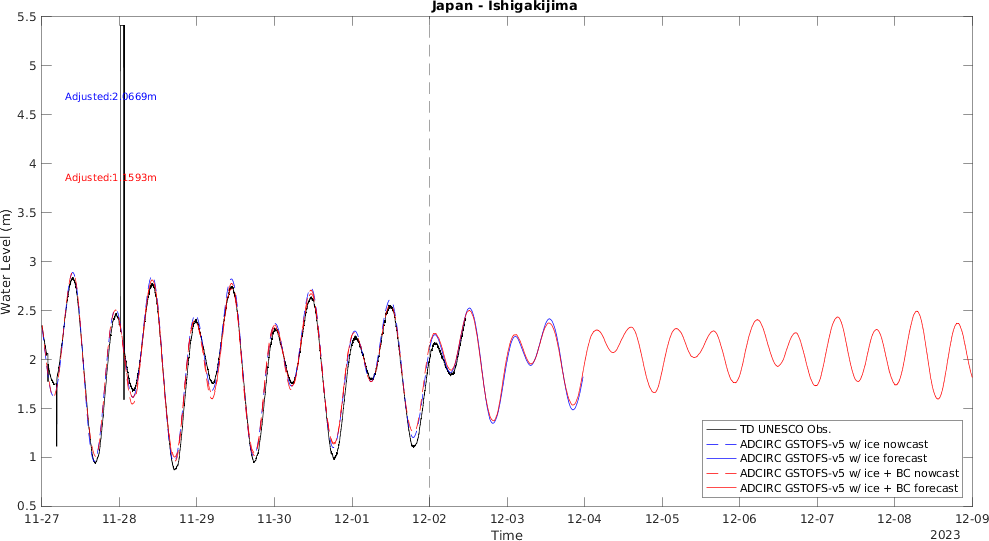 Japan - Ishigakijima
5.5
5
4.5
4
3.5
3
2.5
2
1.5
1
0.5
Water Level (m)
Adjusted:2.0669m
Adjusted:1.1593m
TD UNESCO Obs.
ADCIRC GSTOFS-v5 w/ ice nowcast
ADCIRC GSTOFS-v5 w/ ice forecast
ADCIRC GSTOFS-v5 w/ ice + BC nowcast
ADCIRC GSTOFS-v5 w/ ice + BC forecast
11-27 11-28 11-29 11-30 12-01 12-02 12-03 12-04 12-05 12-06 12-07 12-08 12-09
Time
2023